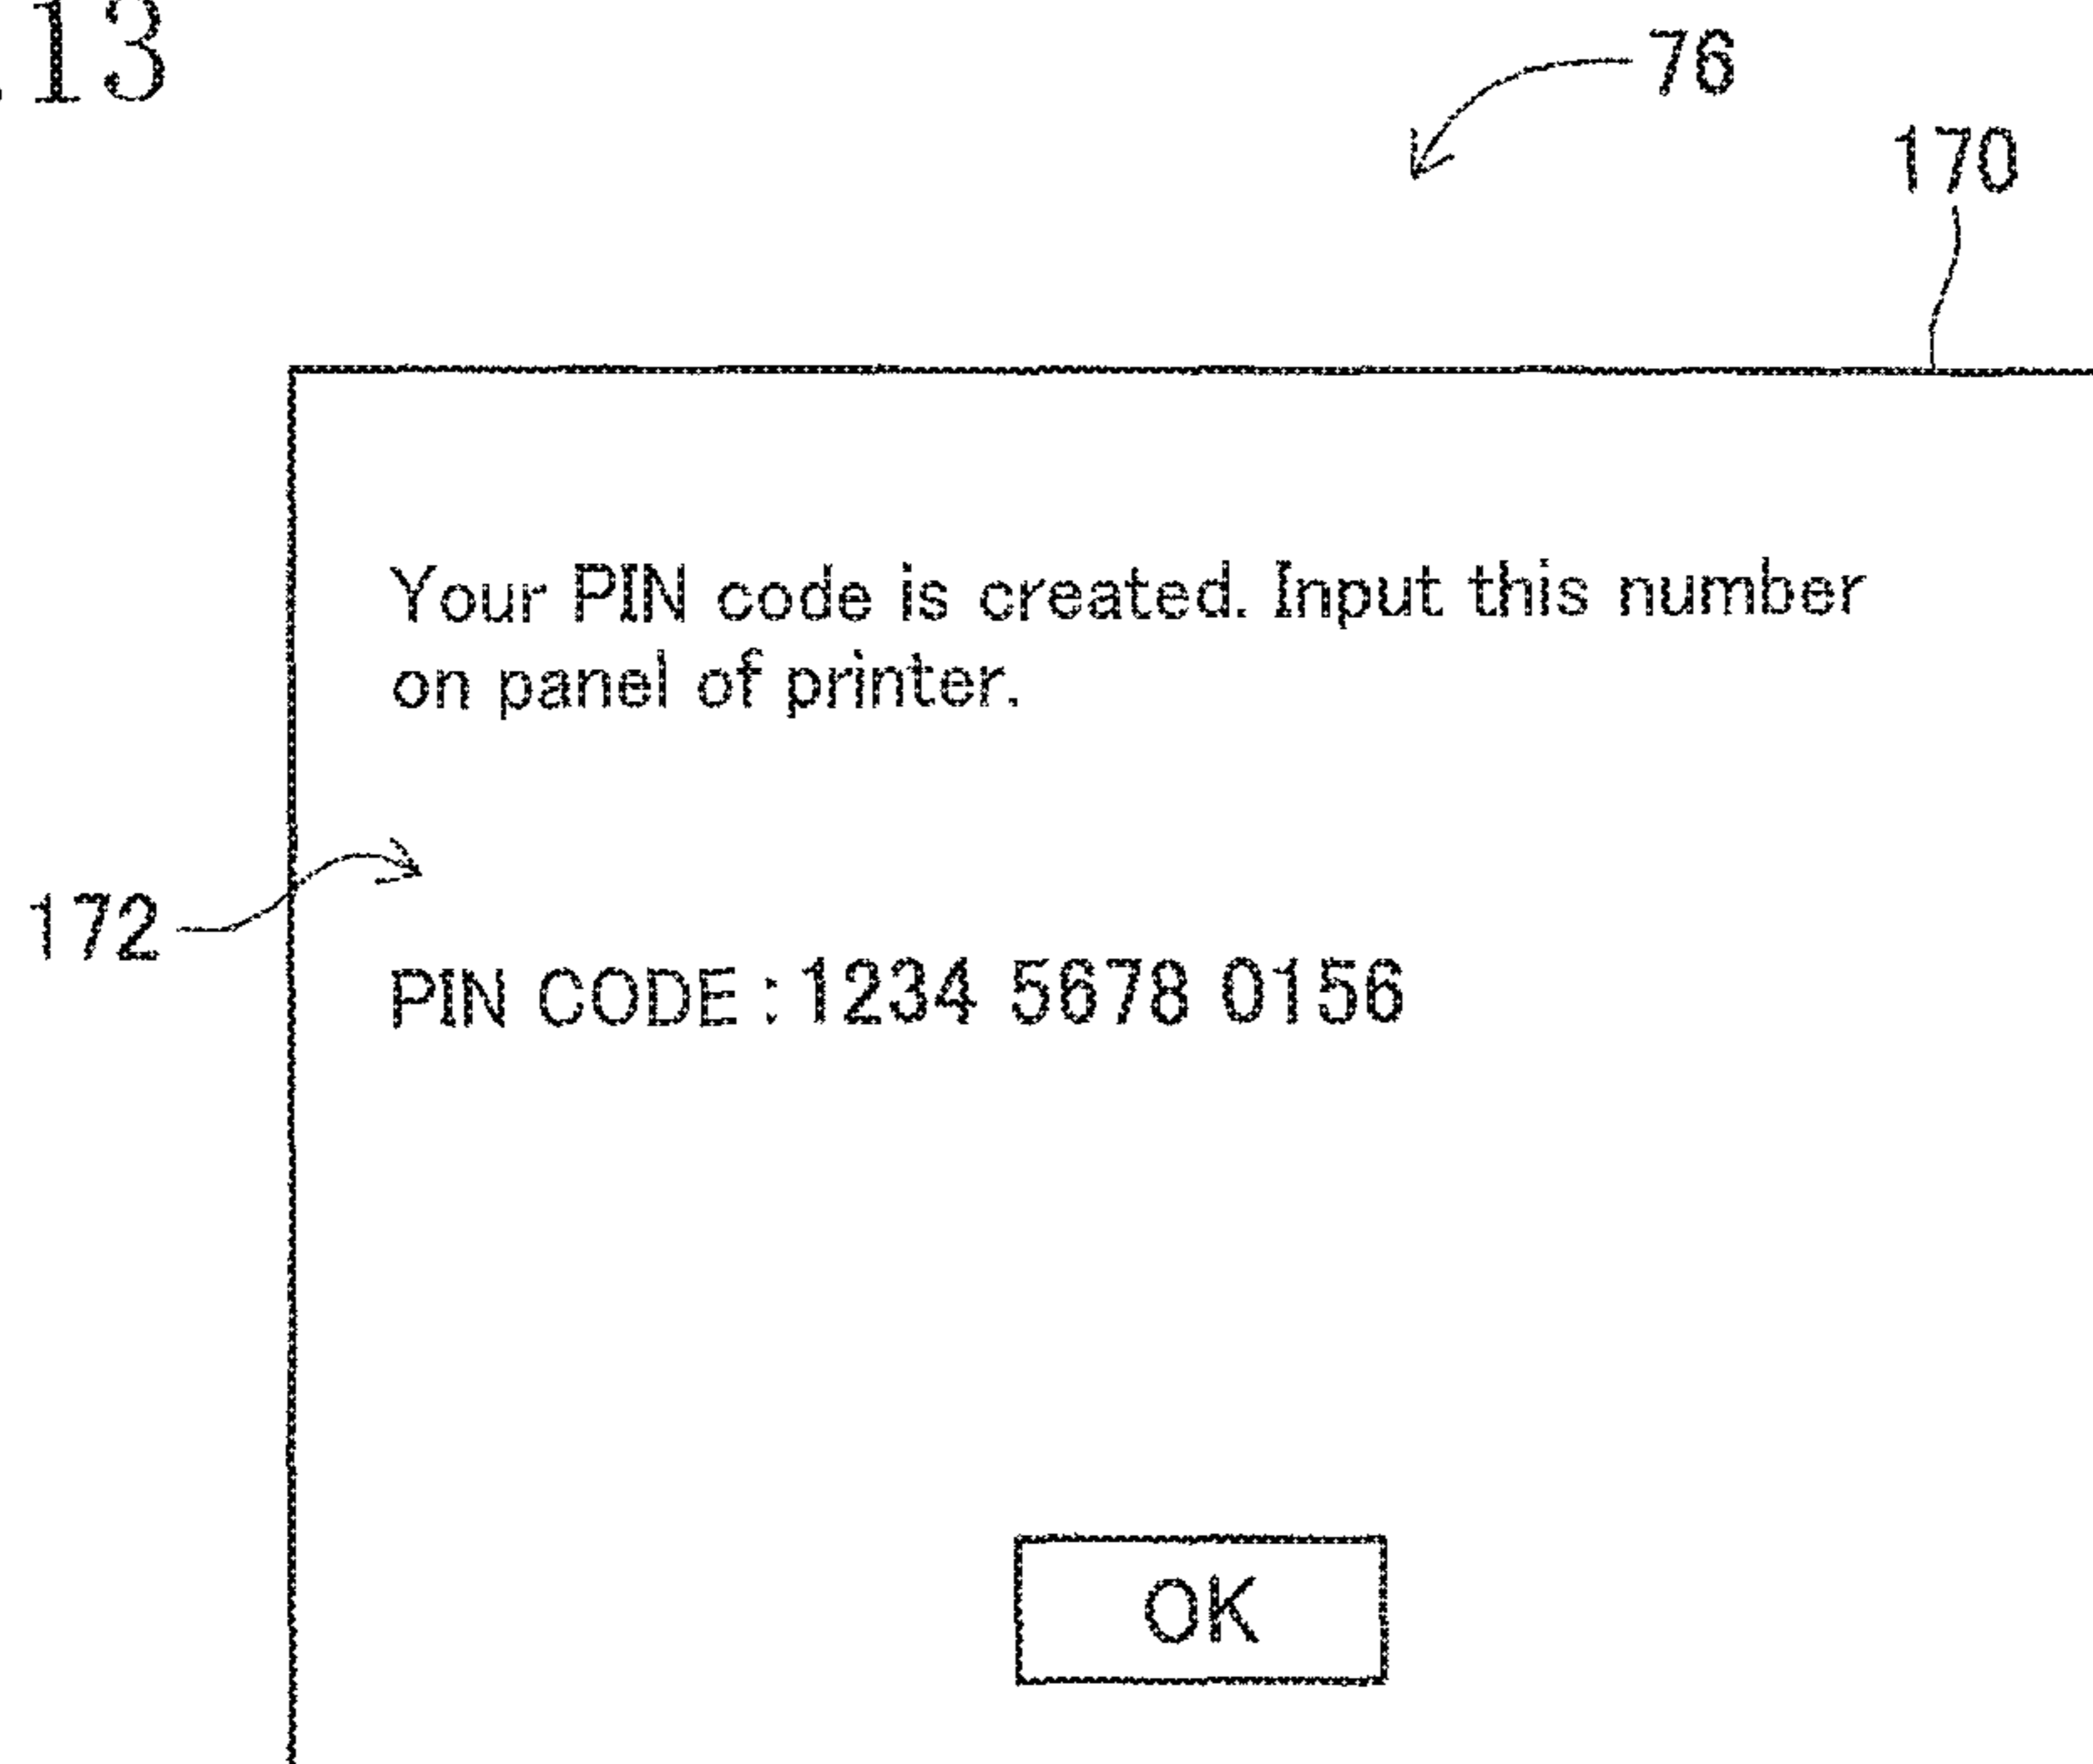 .13
76
170
Your PIN code is created. Input this number
on panel of printer.
172
PIN CODE : 1234 5678 0156
OK